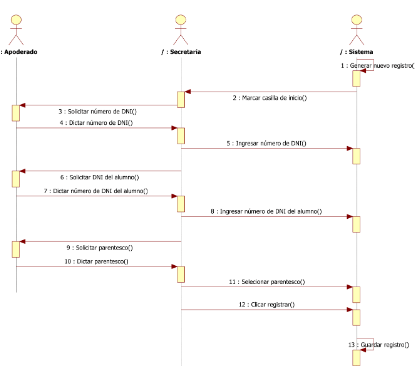 : Apoderado
/ : Secretaria
/ : Sistema
1 : Generar nuevo registro()
2 : Marcar casilla de inicio()
3 : Solicitar número de DNI()
4 : Dictar número de DNI()
5 : Ingresar número de DNI()
6 : Solicitar DNI del alumno()
7 : Dictar número de DNI del alumno()
8 : Ingresar número de DNI del alumno()
9 : Solicitar parentesco()
10 : Dictar parentesco()
11 : Selecionar parentesco()
12 : Clicar registrar()
13 : Guardar registro()